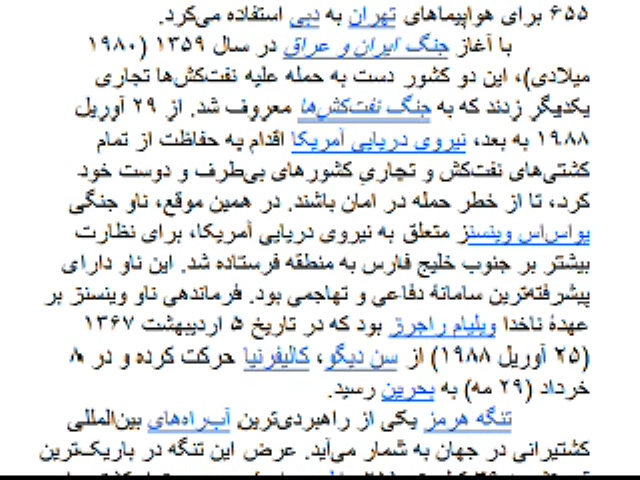 ۶۵۵ برای هواپیماهای تهران به دبی استفاده می‌کرد.
با آغاز جنگ ایران و عراق در سال ۱۳۵۹ (۱۹۸۰
میلادی)، این دو کشور دست به حمله علیه نفت‌کش‌ها تجاری
یکدیگر زدند که به جنگ نفت‌کش‌ها معروف شد. از ۲۹ آوریل
۱۹۸۸ به بعد، نیروی دریایی آمریکا اقدام به حفاظت از تمام
کشتی‌های نفت‌کش و تجاری کشورهای بی‌طرف و دوست خود
کرد، تا از خطر حمله در امان باشند. در همین موقع، ناو جنگی
یو‌اس‌اس وینسنز متعلق به نیروی دریایی آمریکا، برای نظارت
بیشتر بر جنوب خلیج فارس به منطقه فرستاده شد. این ناو دارای
پیشرفته‌ترین سامانهٔ دفاعی و تهاجمی بود. فرماندهی ناو وینسنز بر
عهدهٔ ناخدا ویلیام راجرز بود که در تاریخ ۵ اردیبهشت ۱۳۶۷
(۲۵ آوریل ۱۹۸۸) از سن دیگو، کالیفرنیا حرکت کرده و در ۸
خرداد (۲۹ مه) به بحرین رسید.
تنگه هرمز یکی از راهبردی‌ترین آبراه‌های بین‌المللی
کشتیرانی در جهان به شمار می‌آید. عرض این تنگه در باریک‌ترین